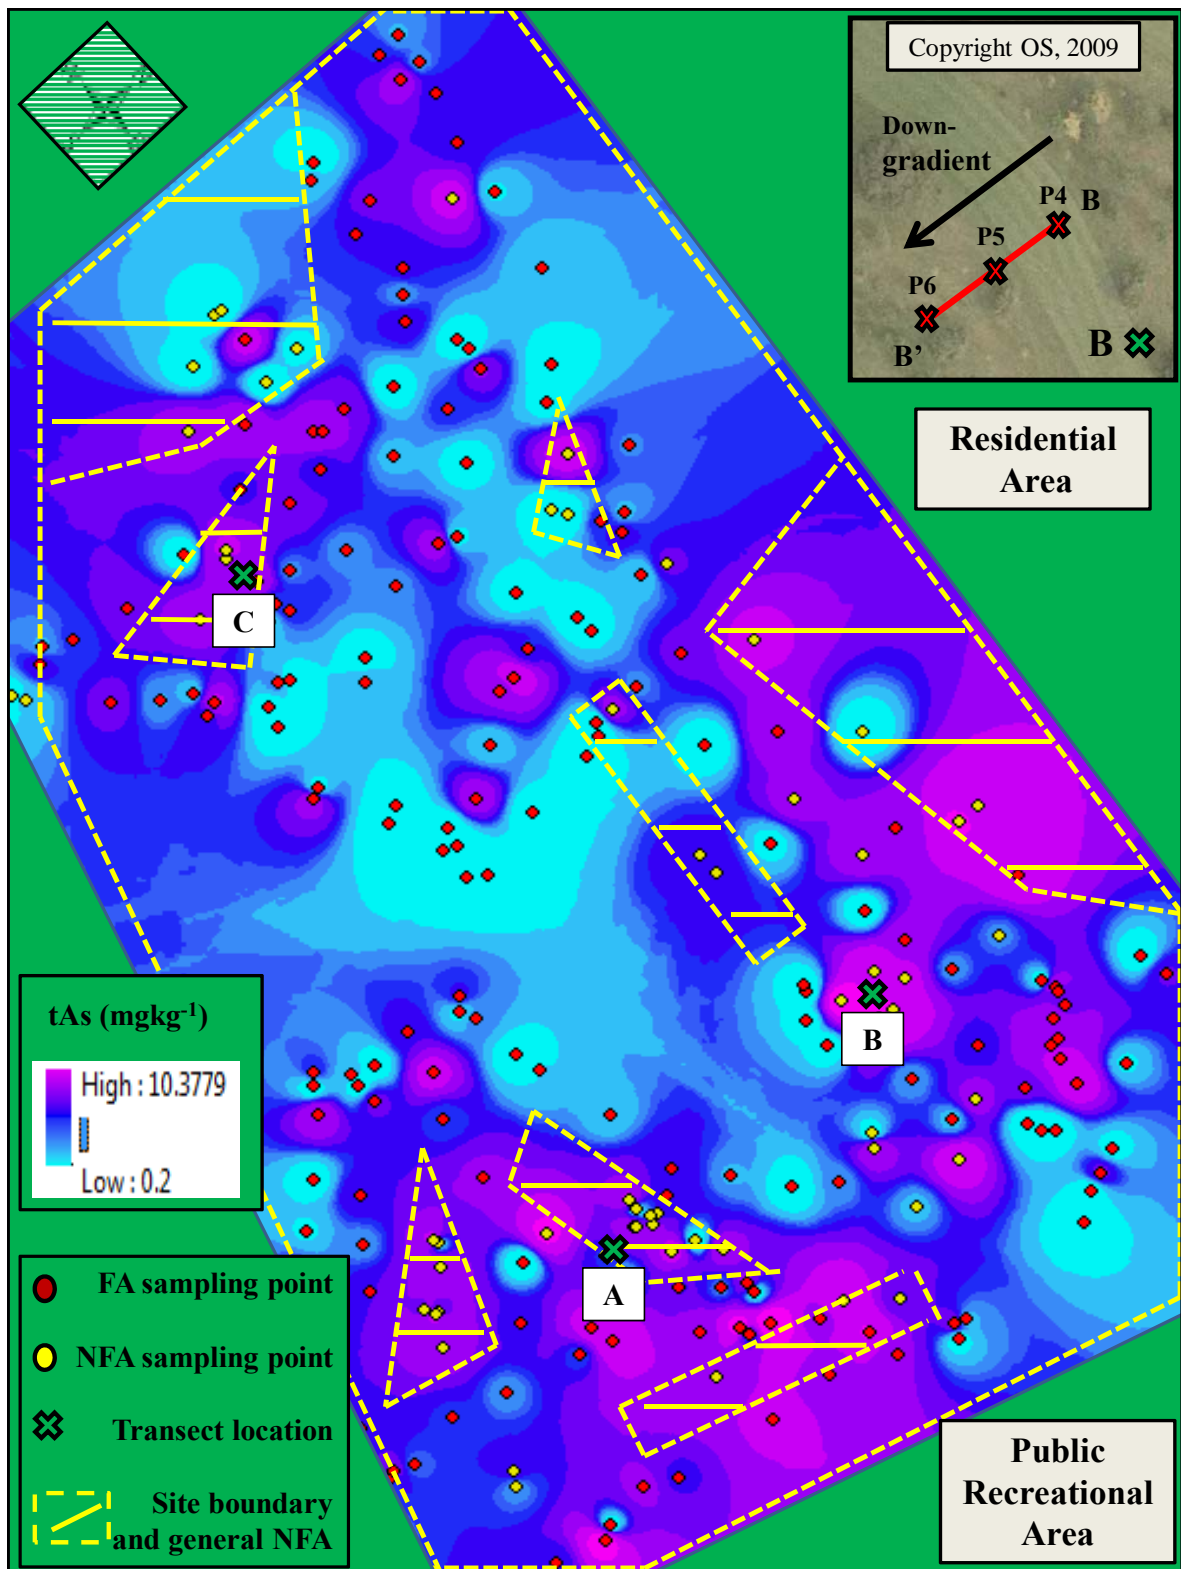 Copyright OS, 2009
Down-
gradient
P4 B
P5
P6
B’
B
Residential
Area
C
tAs (mgkg-1)
High : 10.3779
Low : 0.2
B
A
FA sampling point
NFA sampling point
Transect location
Site boundary
and general NFA
Public
Recreational
Area